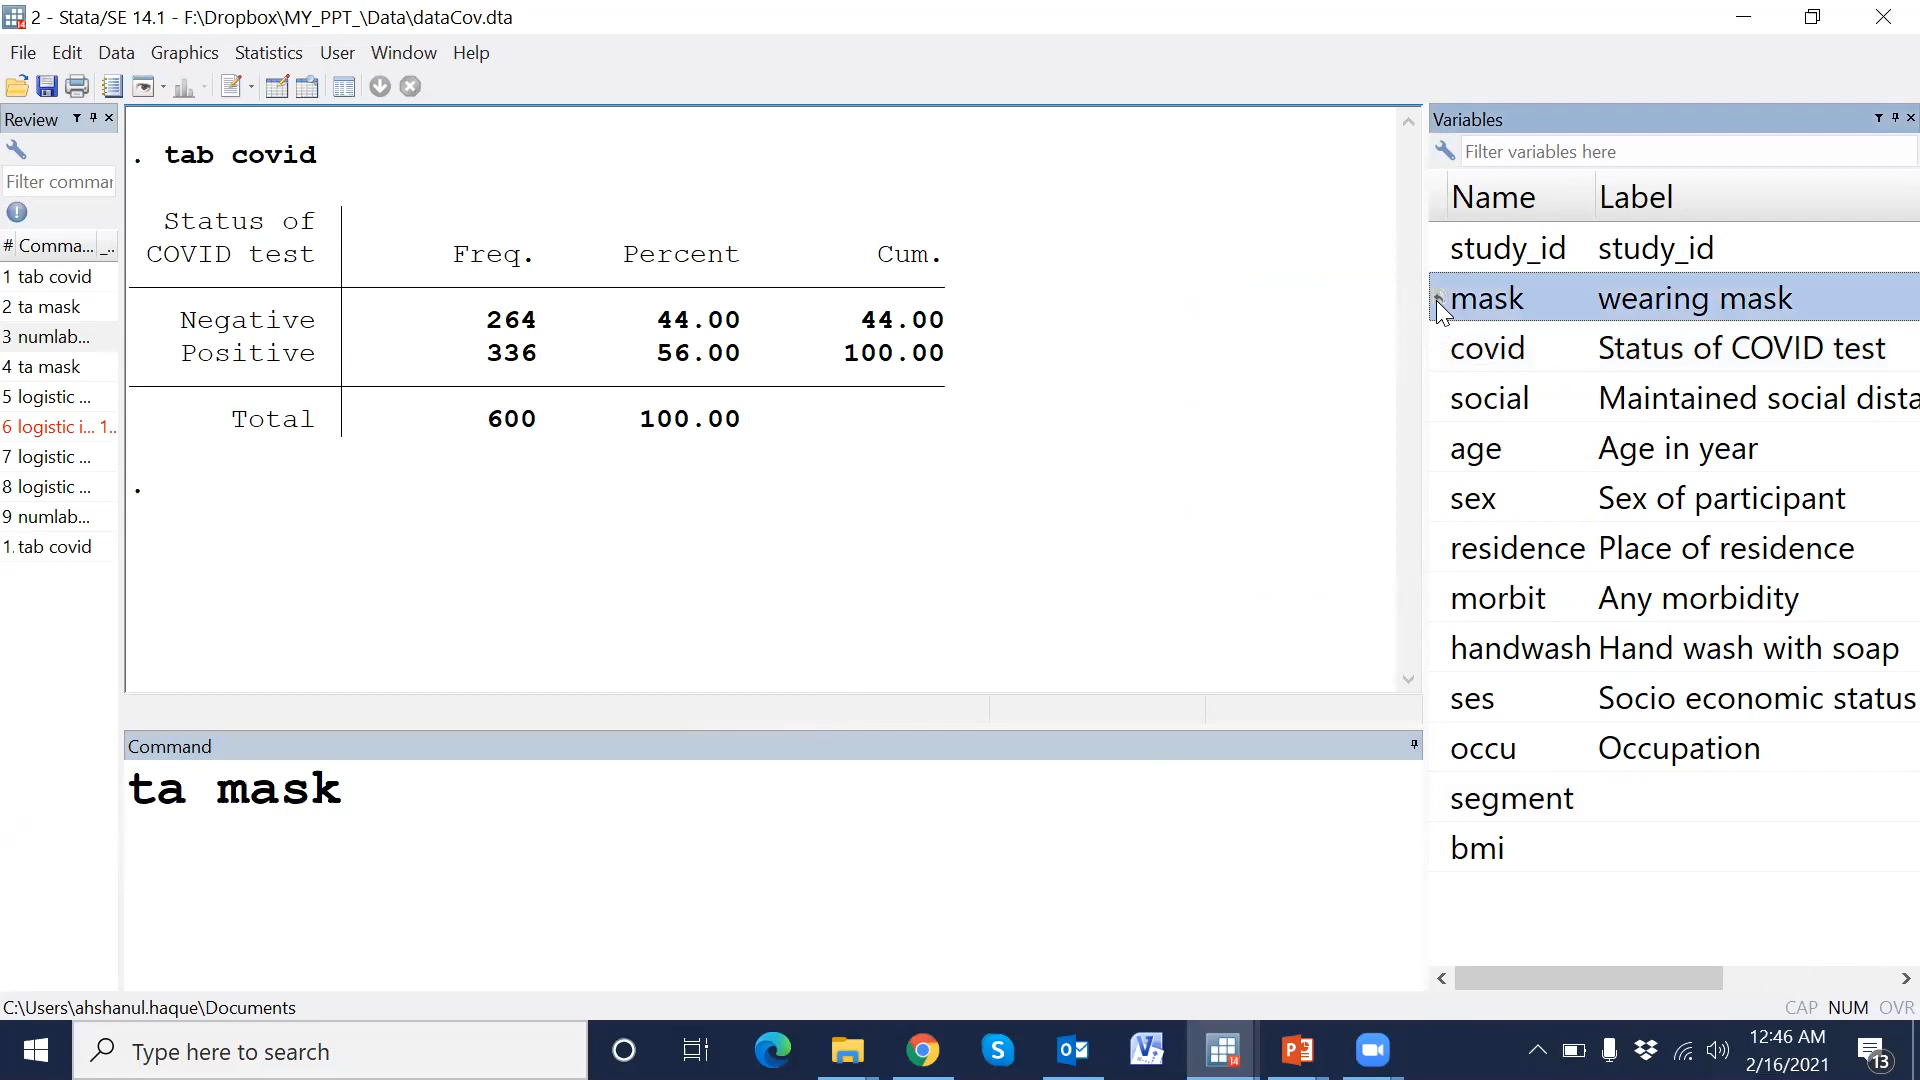 2 - Stata/SE 14.1 - F:\Dropbox\MY_PPT_\Data\dataCov.dta
File Edit Data Graphics Statistics User Window Help
Review
Filter commar
# Comma... _..
1 tab covid
2 ta mask
3 numlab...
4 ta mask
5 logistic ...
6 logistic i... 1..
7 logistic ...
8 logistic ...
9 numlab...
1. tab covid
. tab covid
Status of
COVID test Freq. Percent Cum.
Negative 264 44.00 44.00
Positive 336 56.00 100.00
Total 600 100.00
.
Command
ta mask
Variables
Filter variables here
Name Label
study_id study_id
mask wearing mask
covid Status of COVID test
social Maintained social dista
age Age in year
sex Sex of participant
residence Place of residence
morbit Any morbidity
handwash Hand wash with soap
ses Socio economic status
occu Occupation
segment
bmi
C:\Users\ahshanul.haque\Documents
CAP NUM OVR
Type here to search
12:46 AM
2/16/2021
13